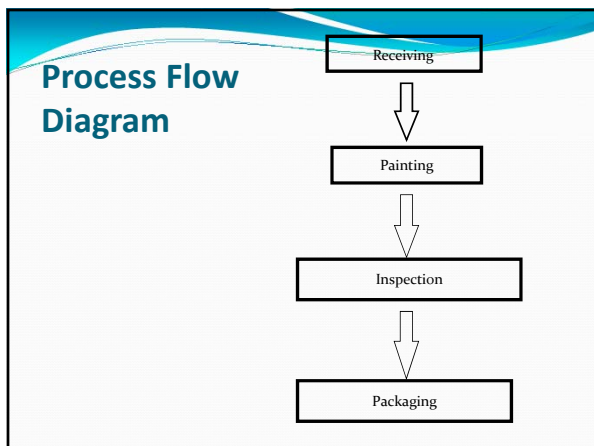 Process Flow
Diagram
Receiving
Painting
Inspection
Packaging